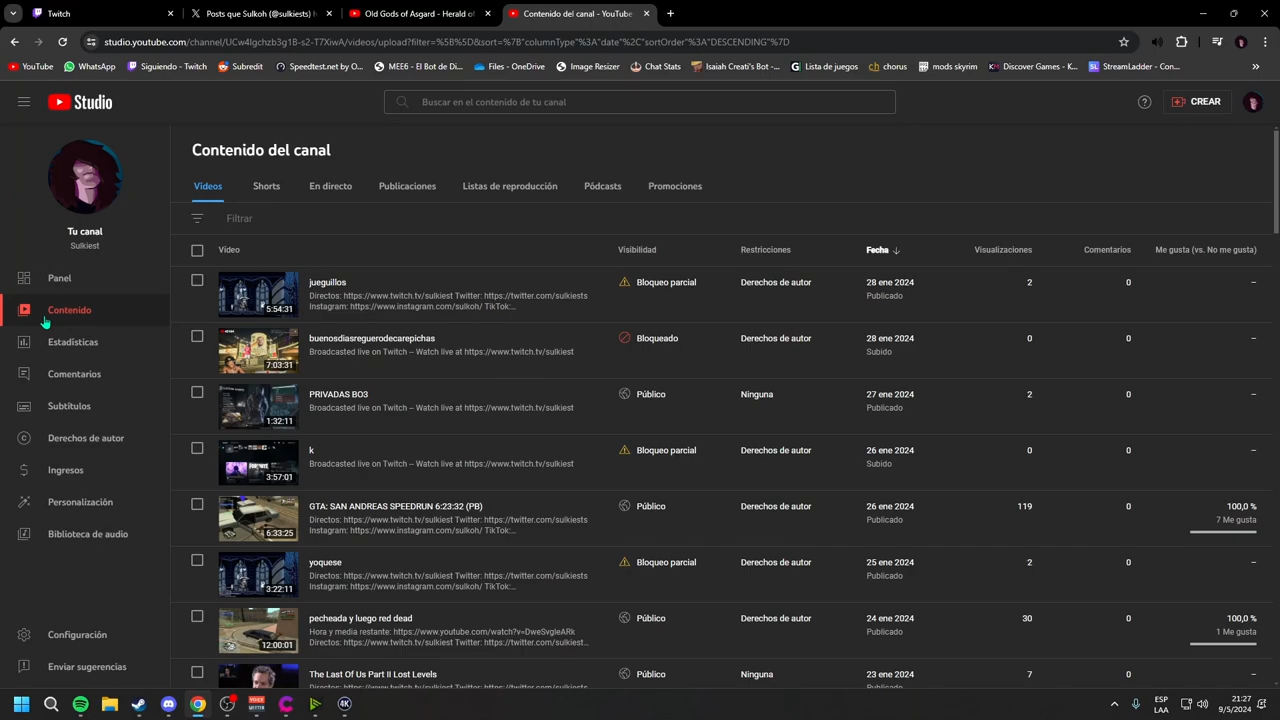 Twitch
Posts que Sulkoh (@sulkiests) h
Old Gods of Asgard - Herald o
Contenido del canal - YouTube
studio.youtube.com/channel/UCw4lgchzb3g1B-s2-T7XiwA/videos/upload?filter=%5B%5D&sort=%7B"columnType"%3A"date"%2C"sortOrder"%3A"DESCENDING"%7D
YouTube
WhatsApp
Siguiendo - Twitch
Subredit
Speedtest.net by O...
MEE6 - El Bot de Di...
Files - OneDrive
Image Resizer
Chat Stats
Isaiah Creati's Bot -...
Lista de juegos
chorus
mods skyrim
Discover Games - K...
StreamLadder - Con...
Studio
Buscar en el contenido de tu canal
CREAR
Tu canal
Sulkiest
Panel
Contenido
Estadísticas
Comentarios
Subtítulos
Derechos de autor
Ingresos
Personalización
Biblioteca de audio
Configuración
Enviar sugerencias
Contenido del canal
Vídeos Shorts En directo Publicaciones Listas de reproducción Pódcasts Promociones
Filtrar
Vídeo Visibilidad Restricciones Fecha Visualizaciones Comentarios Me gusta (vs. No me gusta)
jueguillos Bloqueo parcial Derechos de autor 28 ene 2024 2 0 –
Directos: https://www.twitch.tv/sulkiest Twitter: https://twitter.com/sulkiests Publicado
Instagram: https://www.instagram.com/sulkoh/ TikTok:...
5:54:31
buenosdiasreguerodecarepichas Bloqueado Derechos de autor 28 ene 2024 0 0 –
Broadcasted live on Twitch – Watch live at https://www.twitch.tv/sulkiest Subido
7:03:31
PRIVADAS BO3 Público Ninguna 27 ene 2024 2 0 –
Broadcasted live on Twitch – Watch live at https://www.twitch.tv/sulkiest Publicado
1:32:11
k Bloqueo parcial Derechos de autor 26 ene 2024 0 0 –
Broadcasted live on Twitch – Watch live at https://www.twitch.tv/sulkiest Subido
3:57:01
GTA: SAN ANDREAS SPEEDRUN 6:23:32 (PB) Público Derechos de autor 26 ene 2024 119 0 100,0 %
Directos: https://www.twitch.tv/sulkiest Twitter: https://twitter.com/sulkiests Publicado 7 Me gusta
Instagram: https://www.instagram.com/sulkoh/ TikTok:...
6:33:25
yoquese Bloqueo parcial Derechos de autor 25 ene 2024 2 0 –
Directos: https://www.twitch.tv/sulkiest Twitter: https://twitter.com/sulkiests Publicado
Instagram: https://www.instagram.com/sulkoh/ TikTok:...
3:22:11
pecheada y luego red dead Público Derechos de autor 24 ene 2024 30 0 100,0 %
Hora y media restante: https://www.youtube.com/watch?v=DweSvgIeARk Publicado 1 Me gusta
Directos: https://www.twitch.tv/sulkiest Twitter: https://twitter.com/sulkiests...
12:00:01
The Last Of Us Part II Lost Levels Público Ninguna 23 ene 2024 7 0 –
ESP
LAA
21:27
9/5/2024